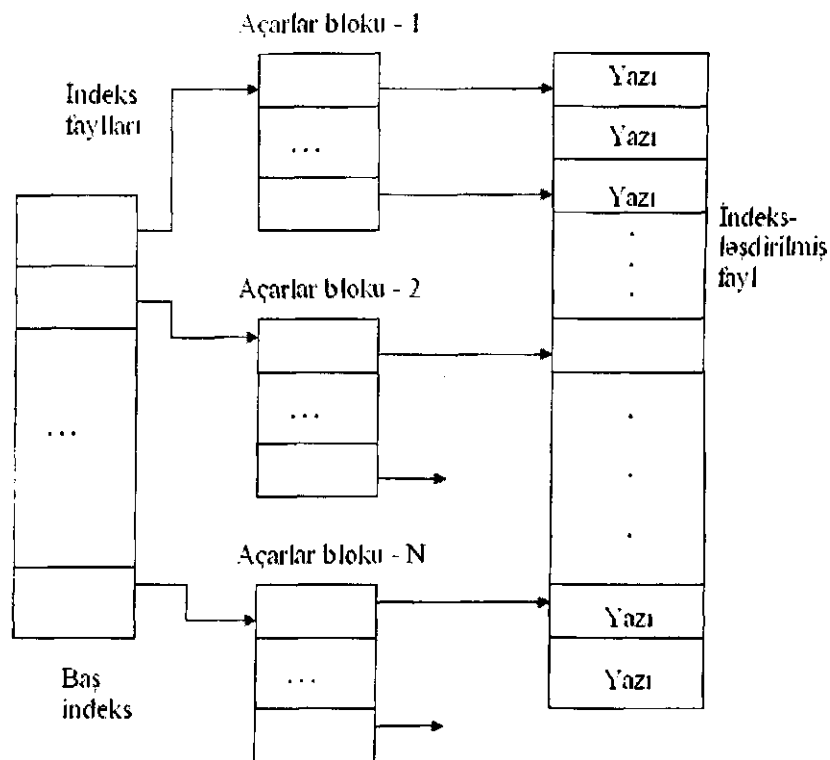 Açarlar bloku - 1
İndeks
faylları
...
Yazı
Yazı
Yazı
İndeks-
ləşdirilmiş
fayl
Açarlar bloku - 2
...
...
Açarlar bloku - N
...
Yazı
Yazı
Baş
indeks